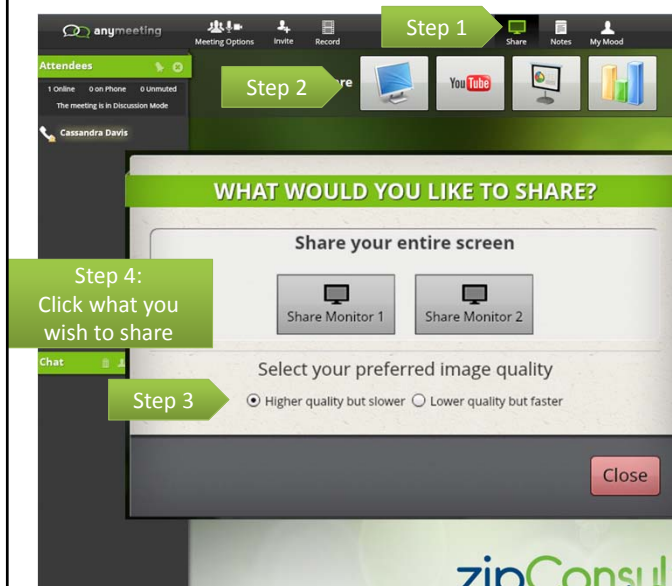 anymeeting
Meeting Options Invite Record Step 1 Share Notes My Mood
Attendees
Step 2 YouTube
1 Online 0 on Phone 0 Unmuted
The meeting is in Discussion Mode
Cassandra Davis
WHAT WOULD YOU LIKE TO SHARE?
Share your entire screen
Step 4:
Click what you
wish to share
Share Monitor 1 Share Monitor 2
Chat
Select your preferred image quality
Step 3
Higher quality but slower Lower quality but faster
Close
zipConsul